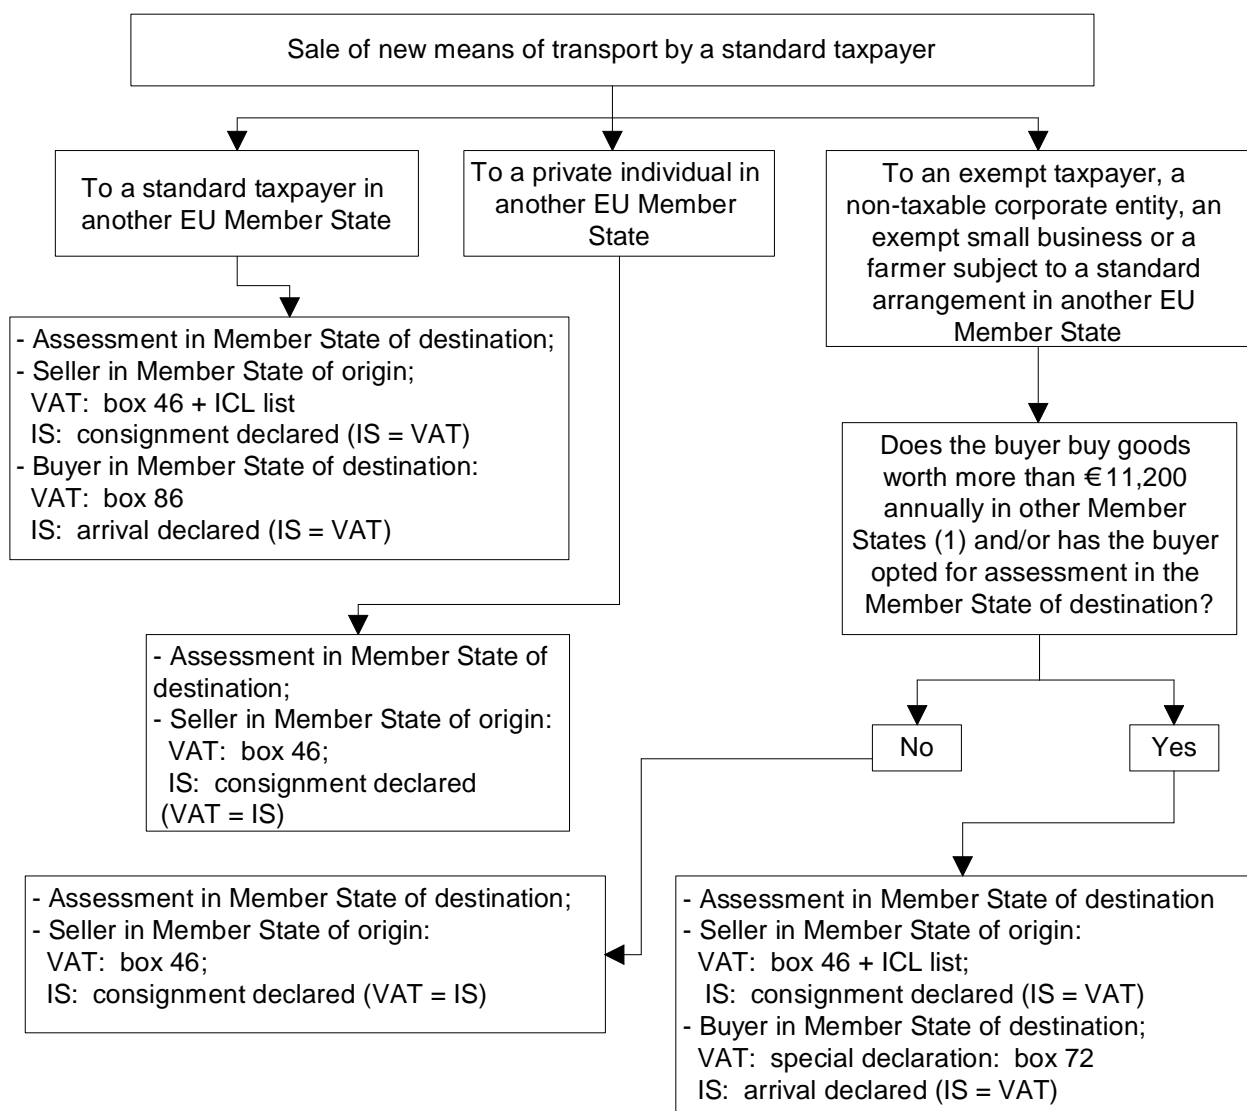 Sale of new means of transport by a standard taxpayer
To a standard taxpayer in
another EU Member State
To a private individual in
another EU Member
State
To an exempt taxpayer, a
non-taxable corporate entity, an
exempt small business or a
farmer subject to a standard
arrangement in another EU
Member State
- Assessment in Member State of destination;
- Seller in Member State of origin;
VAT: box 46 + ICL list
IS: consignment declared (IS = VAT)
- Buyer in Member State of destination:
VAT: box 86
IS: arrival declared (IS = VAT)
Does the buyer buy goods
worth more than €11,200
annually in other Member
States (1) and/or has the buyer
opted for assessment in the
Member State of destination?
- Assessment in Member State of
destination;
- Seller in Member State of origin:
VAT: box 46;
IS: consignment declared
(VAT = IS)
No
Yes
- Assessment in Member State of destination;
- Seller in Member State of origin:
VAT: box 46;
IS: consignment declared (VAT = IS)
- Assessment in Member State of destination
- Seller in Member State of origin:
VAT: box 46 + ICL list;
IS: consignment declared (IS = VAT)
- Buyer in Member State of destination;
VAT: special declaration: box 72
IS: arrival declared (IS = VAT)